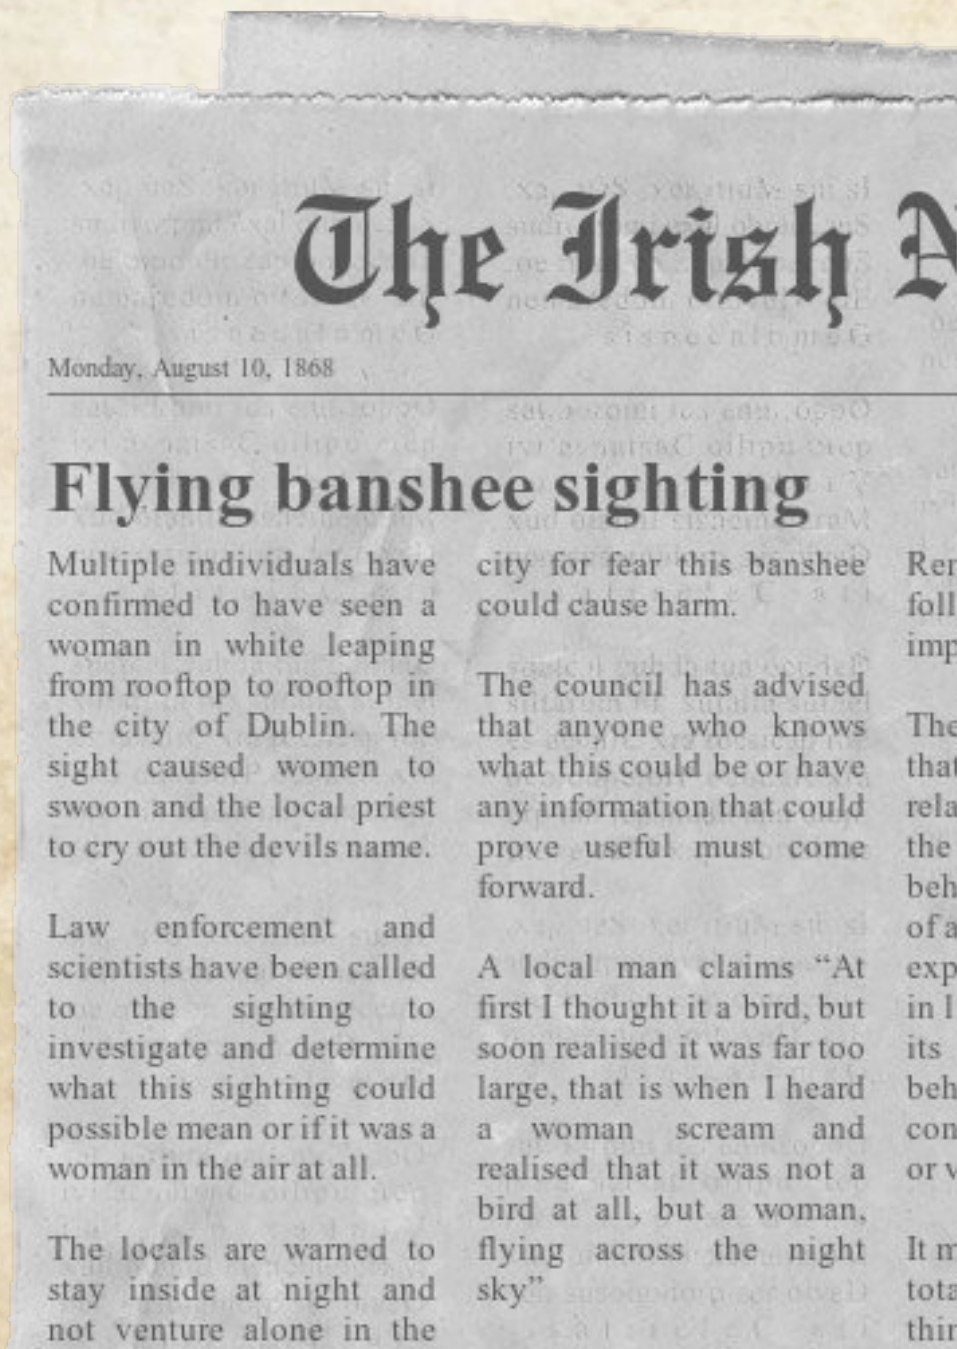 The Irish
Monday, August 10, 1868
Flying banshee sighting
Multiple individuals have
confirmed to have seen a
woman in white leaping
from rooftop to rooftop in
the city of Dublin. The
sight caused women to
swoon and the local priest
to cry out the devils name.
Law enforcement and
scientists have been called
to the sighting to
investigate and determine
what this sighting could
possible mean or if it was a
woman in the air at all.
The locals are warned to
stay inside at night and
not venture alone in the
city for fear this banshee
could cause harm.
The council has advised
that anyone who knows
what this could be or have
any information that could
prove useful must come
forward.
A local man claims “At
first I thought it a bird, but
soon realised it was far too
large, that is when I heard
a woman scream and
realised that it was not a
bird at all, but a woman,
flying across the night
sky”
The
that
the
of a
in
its
or
It